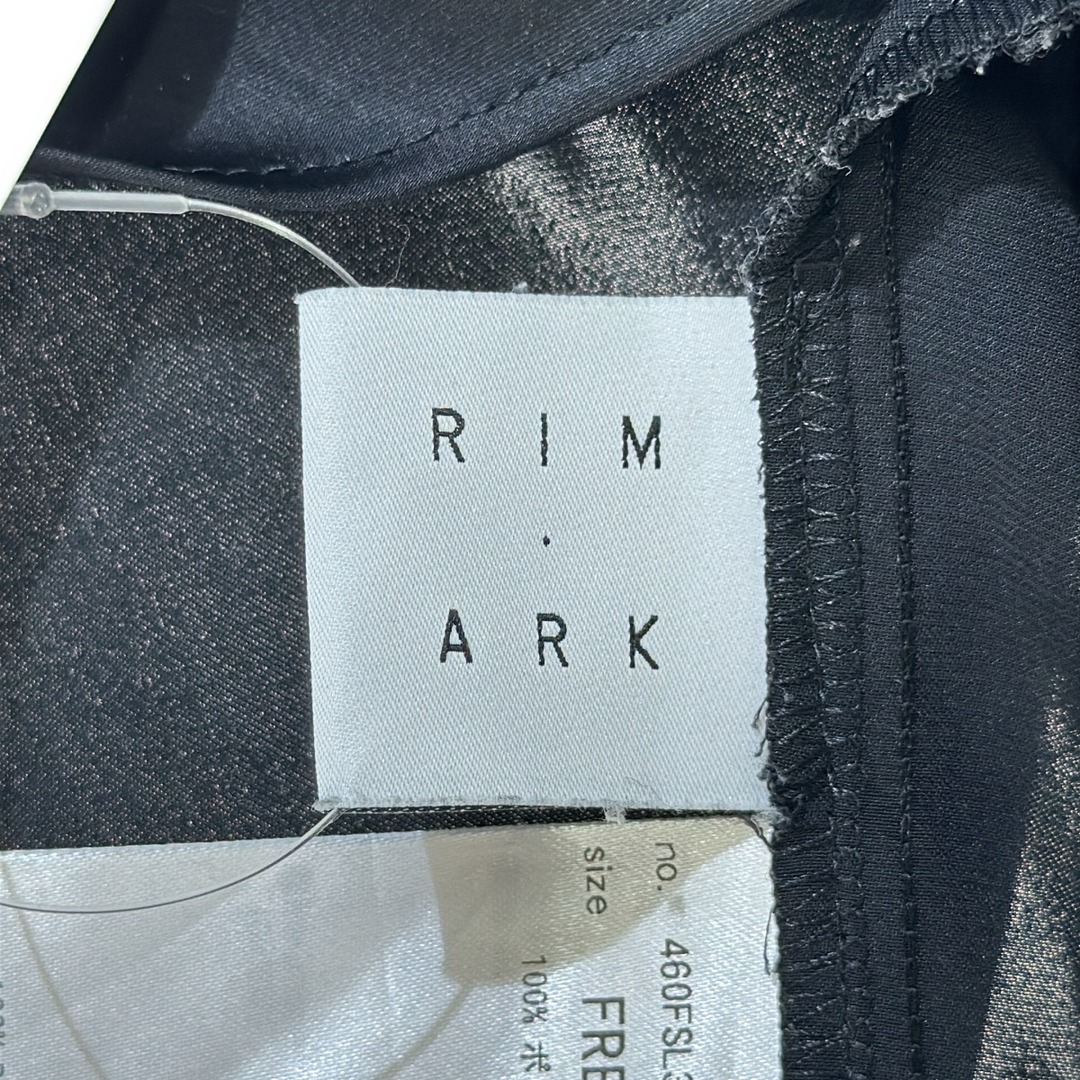 R I M
.
A R K
no. 460FSL3
size FRE
100% ポ